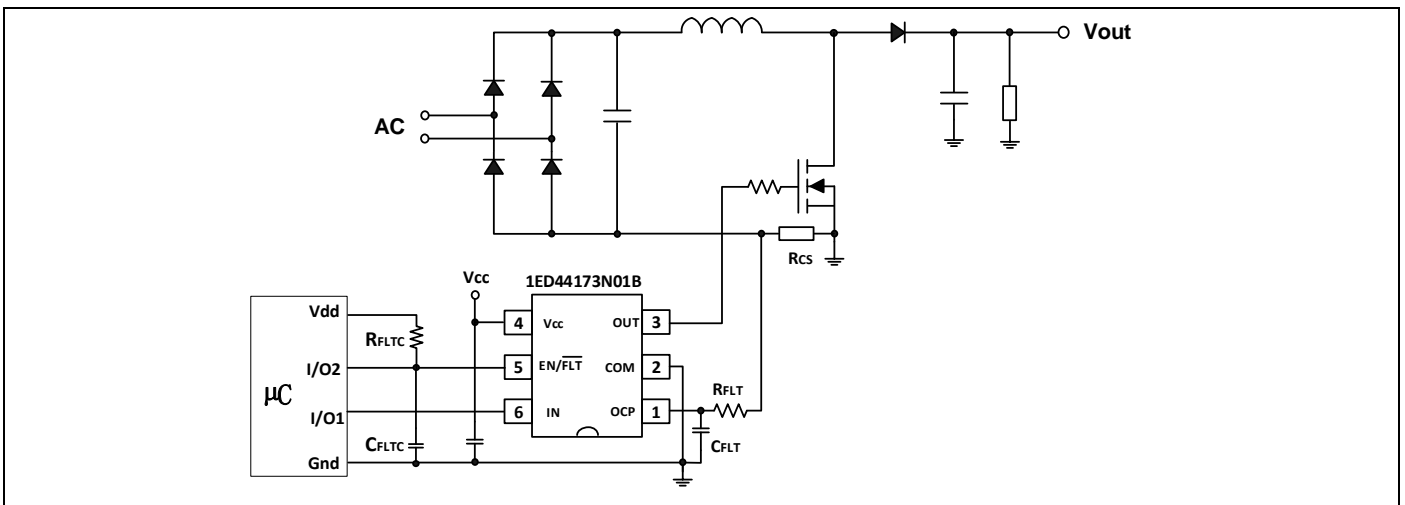 Vout
AC
RCS
Vcc
1ED44173N01B
Vdd
RFLTC
I/O2
μC
I/O1
CFLTC
Gnd
4
Vcc
OUT
3
5
EN/FLT
COM
2
6
IN
OCP
1
RFLT
CFLT